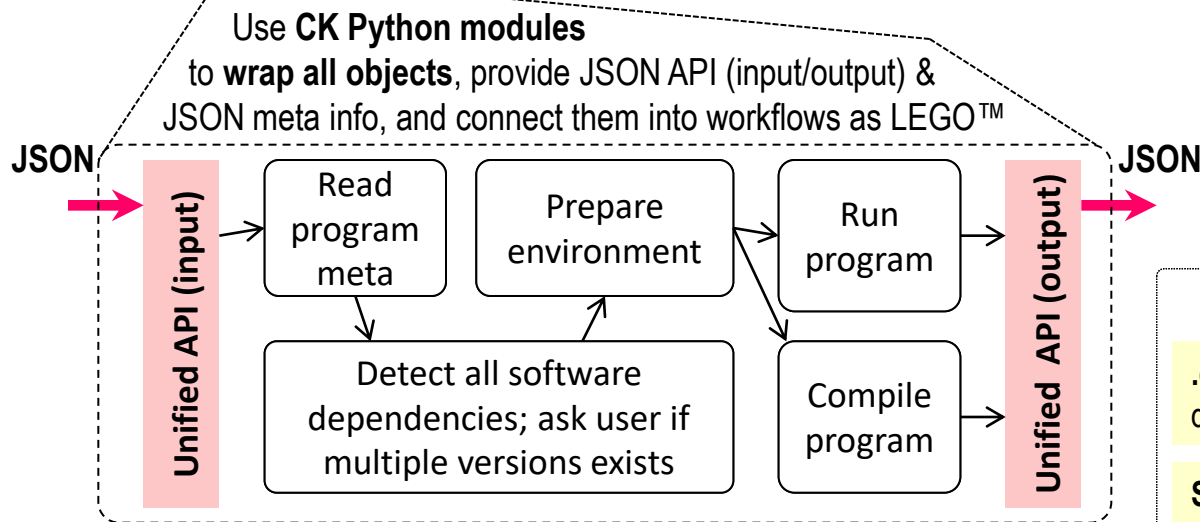 Use CK Python modules
to wrap all objects, provide JSON API (input/output) &
JSON meta info, and connect them into workflows as LEGO™
JSON
JSON
Unified API (input)
Read
program
meta
Prepare
environment
Run
program
Unified API (output)
Detect all software
dependencies; ask user if
multiple versions exists
Compile
program